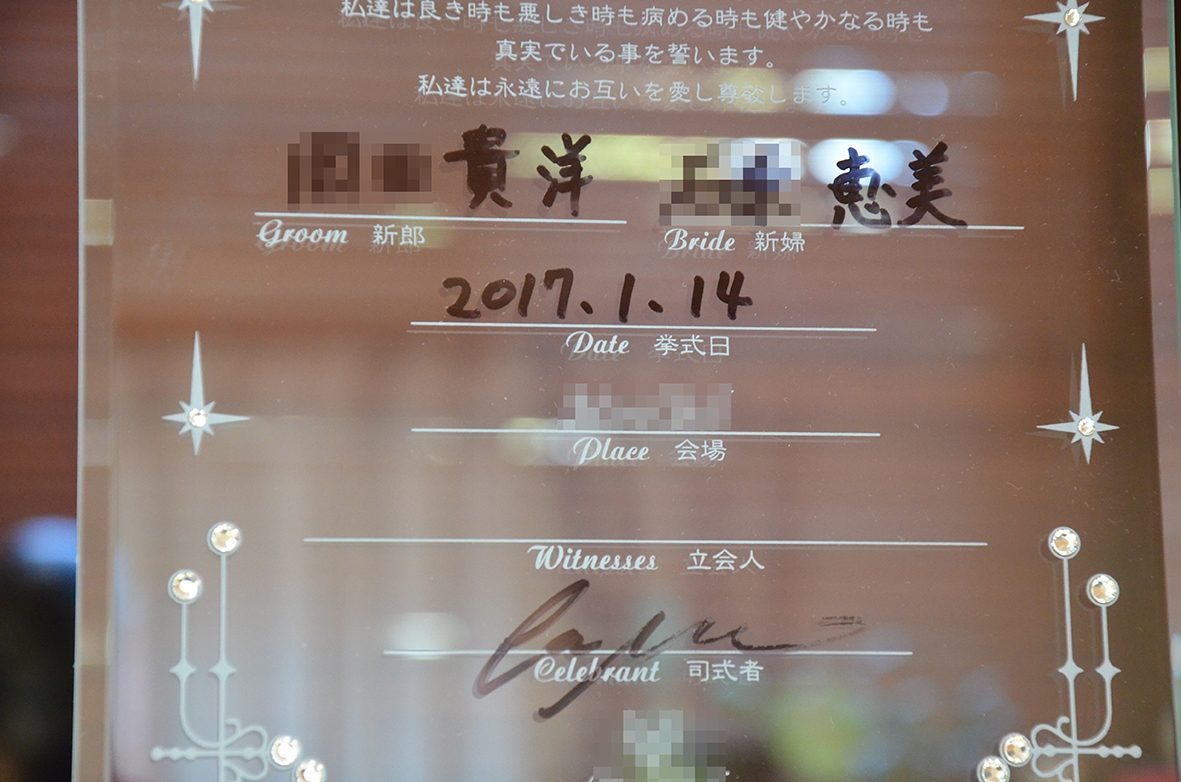 私達は良き時も悪しき時も病める時も健やかなる時も
真実でいる事を誓います。
私達は永遠にお互いを愛し尊敬します。
貴洋 恵美
Groom 新郎 Bride 新婦
2017.1.14
Date 挙式日
Place 会場
Witnesses 立会人
Celebrant 司式者